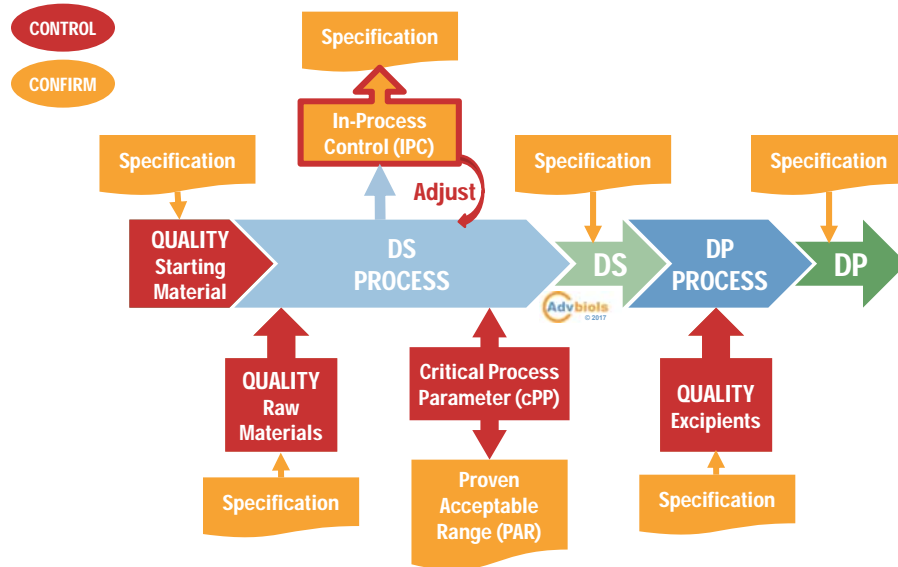 CONTROL
CONFIRM
Specification
In-Process
Control (IPC)
Adjust
Specification
Specification
Specification
QUALITY
Starting
Material
DS
PROCESS
DS
DP
PROCESS
DP
Advbiols
© 2017
QUALITY
Raw
Materials
Critical Process
Parameter (cPP)
QUALITY
Excipients
Specification
Proven
Acceptable
Range (PAR)
Specification